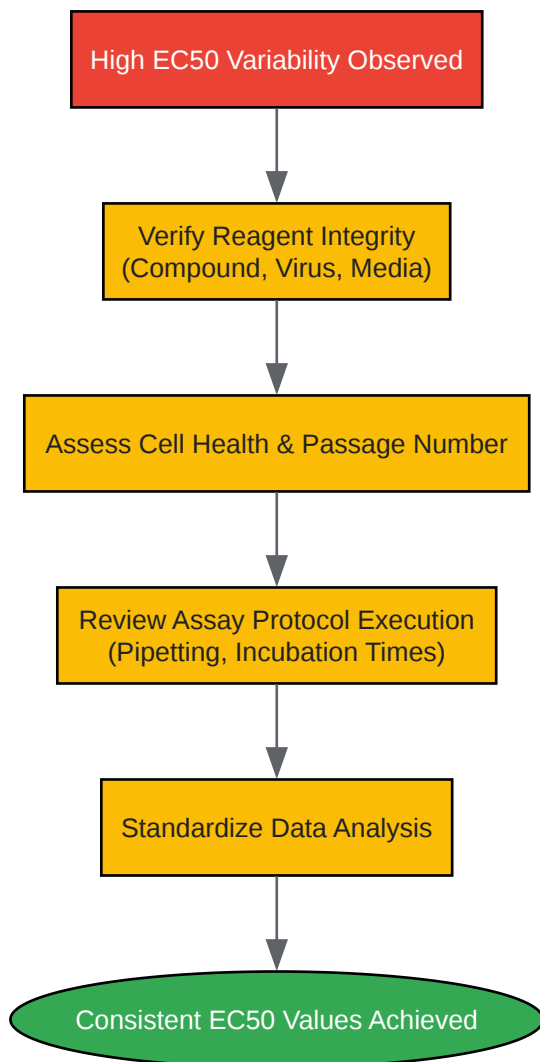 High EC50 Variability Observed
Verify Reagent Integrity
(Compound, Virus, Media)
Assess Cell Health & Passage Number
Review Assay Protocol Execution
(Pipetting, Incubation Times)
Standardize Data Analysis
Consistent EC50 Values Achieved